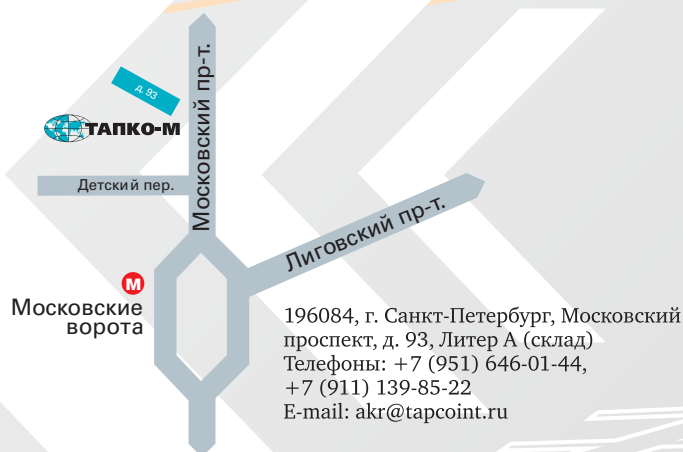 д. 93
ТАПКО-М
Московский пр-т.
Детский пер.
Лиговский пр-т.
М
Московские
ворота
196084, г. Санкт-Петербург, Московский
проспект, д. 93, Литер А (склад)
Телефоны: +7 (951) 646-01-44,
+7 (911) 139-85-22
E-mail: akr@tapcoint.ru